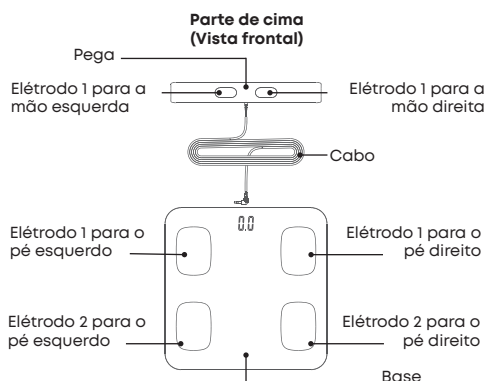 Parte de cima
(Vista frontal)
Pega
Elétrodo 1 para a
mão esquerda
Elétrodo 1 para a
mão direita
Cabo
0.0
Elétrodo 1 para o
pé esquerdo
Elétrodo 1 para o
pé direito
Elétrodo 2 para o
pé esquerdo
Elétrodo 2 para o
pé direito
Base